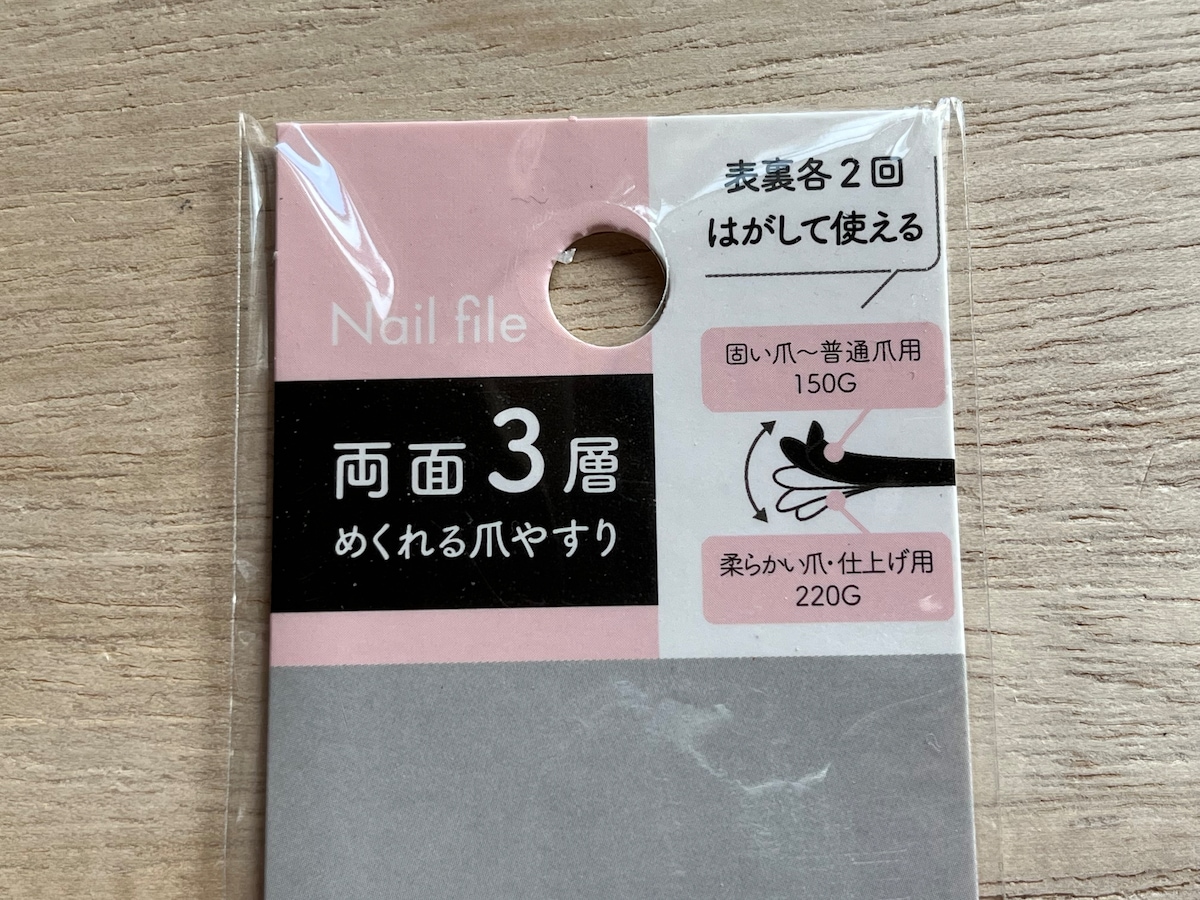 Nail file
両面3層
めくれる爪やすり
表裏各2回
はがして使える
固い爪〜普通爪用
150G
柔らかい爪・仕上げ用
220G